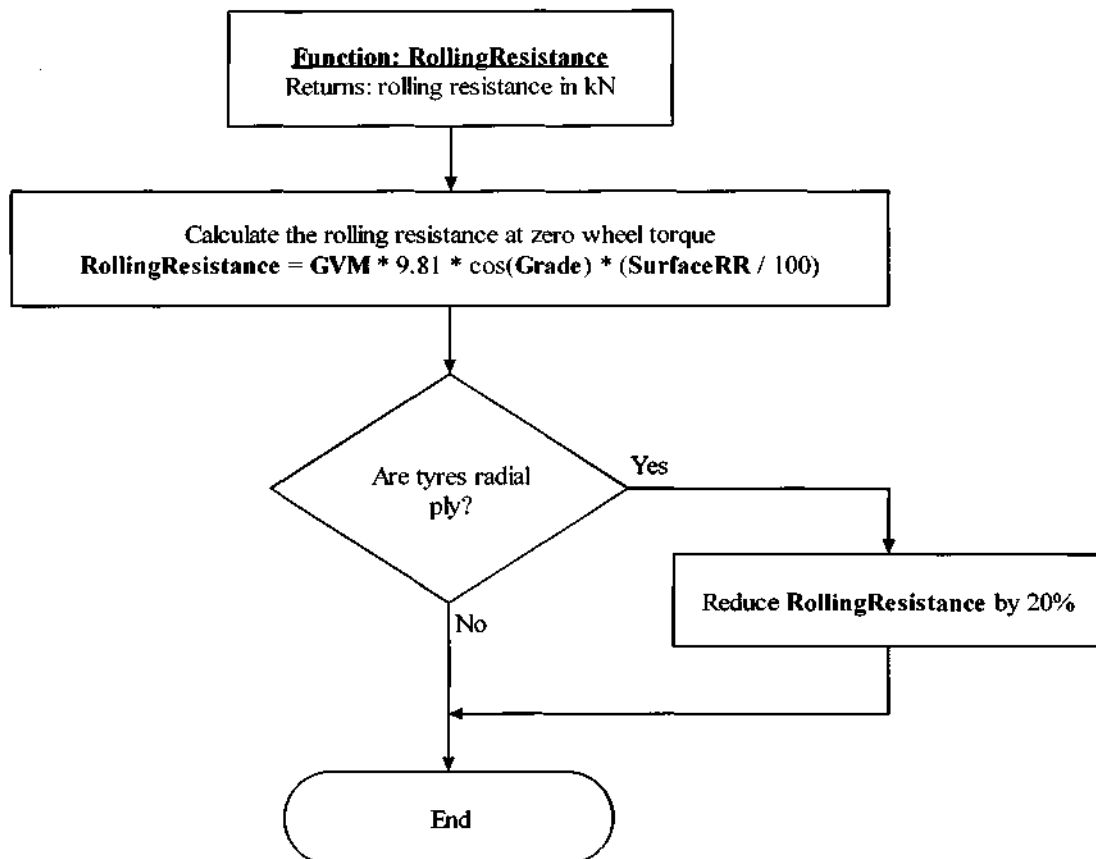 Function: RollingResistance
Returns: rolling resistance in kN
Calculate the rolling resistance at zero wheel torque
RollingResistance = GVM * 9.81 * cos(Grade) * (SurfaceRR / 100)
Are tyres radial
ply?
Yes
Reduce RollingResistance by 20%
No
End